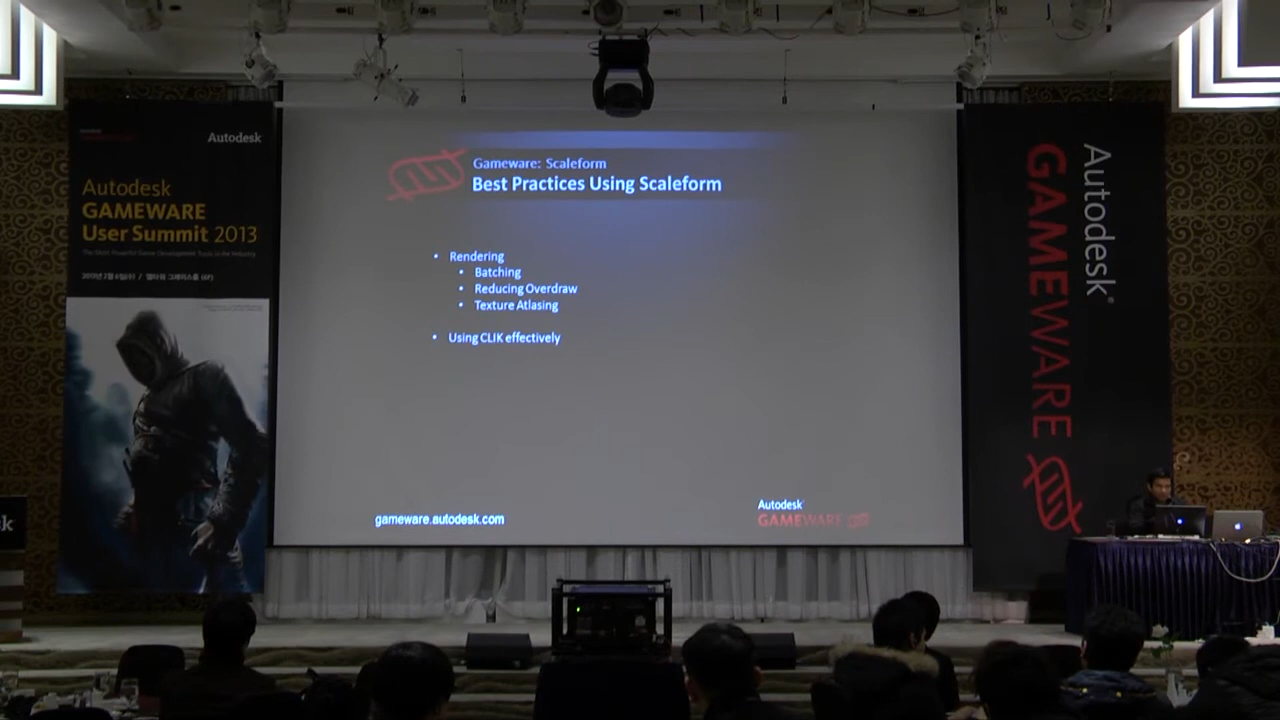 Autodesk
Autodesk
GAMEWARE
User Summit 2013
Gameware: Scaleform
Best Practices Using Scaleform
• Rendering
• Batching
• Reducing Overdraw
• Texture Atlasing
• Using CLIK effectively
gameware.autodesk.com
Autodesk
GAMEWARE
Autodesk®
GAMEWARE
sk